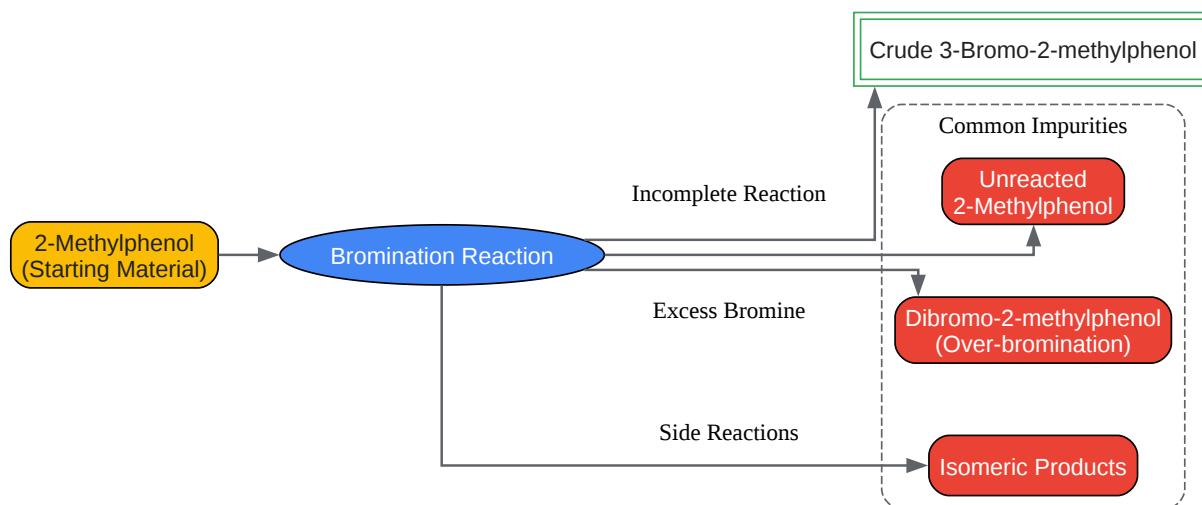 Crude 3-Bromo-2-methylphenol
Common Impurities
Unreacted
2-Methylphenol
Incomplete Reaction
2-Methylphenol
(Starting Material)
Bromination Reaction
Excess Bromine
Dibromo-2-methylphenol
(Over-bromination)
Side Reactions
Isomeric Products